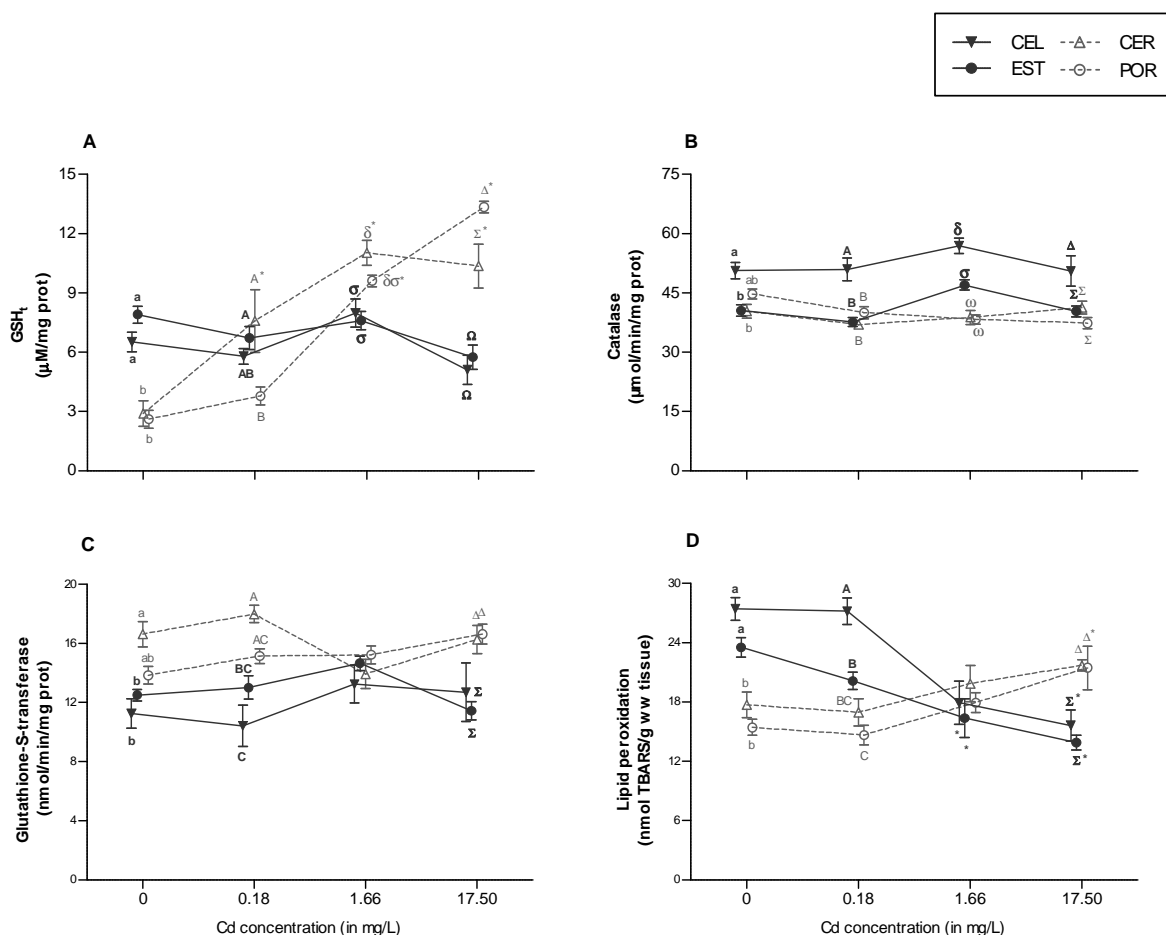 CEL CER
EST POR
A
GSHt
(µM/mg prot)
15
12
9
6
3
0
a
a
b
b
A*
A
AB
B
δ*
δσ*
σ
σ
Δ*
Σ*
Ω
Ω
B
Catalase
(µmol/min/mg prot)
75
60
45
30
15
0
a
ab
b
b
A
B
B
B
δ
σ
ω
ω
Δ
Σ
Σ
Σ
C
Glutathione-S-transferase
(nmol/min/mg prot)
20
16
12
8
4
0
a
ab
b
b
A
AC
BC
C
Δ Δ
Σ
Σ
0 0.18 1.66 17.50
Cd concentration (in mg/L)
D
Lipid peroxidation
(nmol TBARS/g ww tissue)
30
24
18
12
6
0
a
a
b
b
A
B
BC
C
*
*
Δ*
Δ
Σ*
Σ*
0 0.18 1.66 17.50
Cd concentration (in mg/L)